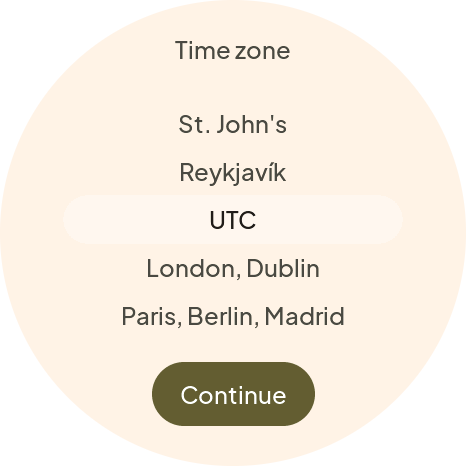 Time zone
St. John's
Reykjavík
UTC
London, Dublin
Paris, Berlin, Madrid
Continue